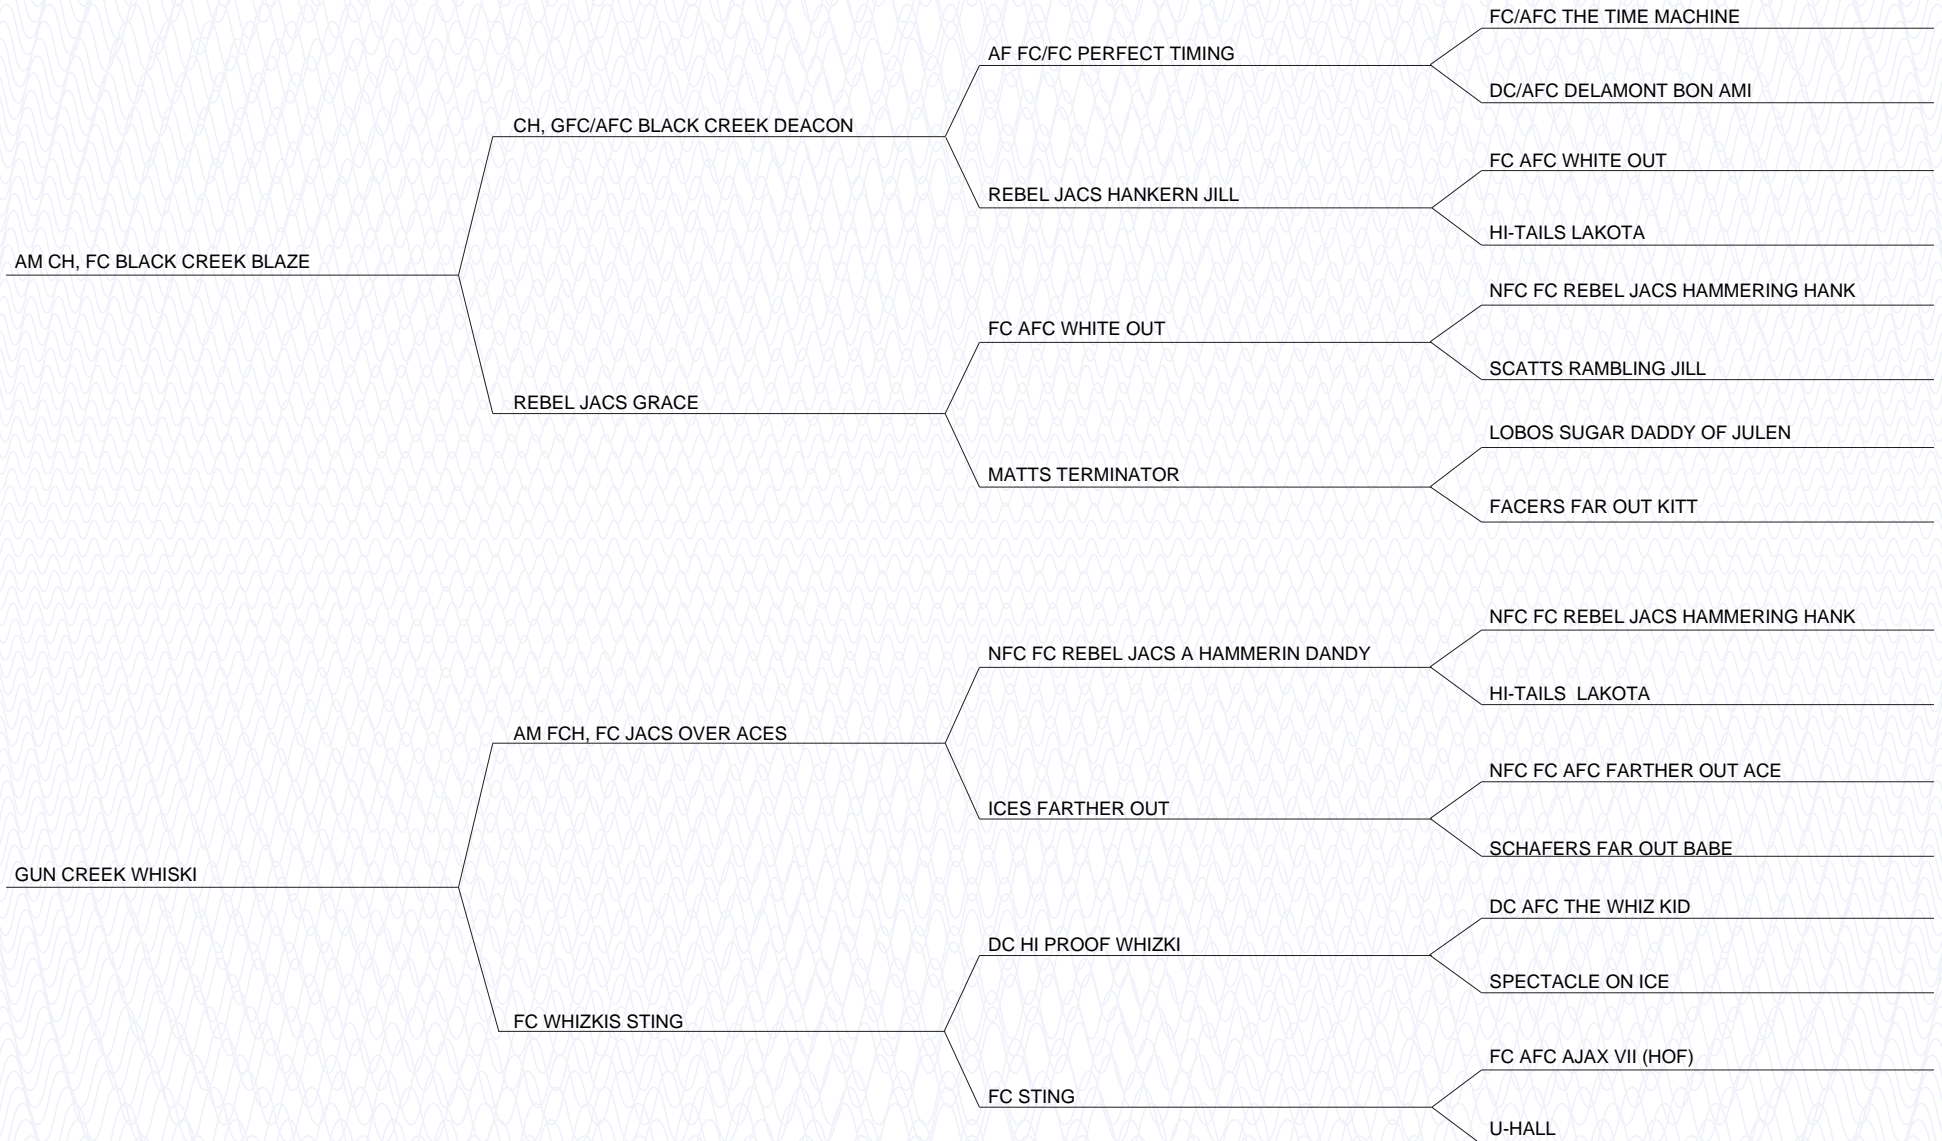 FC/AFC THE TIME MACHINE
AF FC/FC PERFECT TIMING
DC/AFC DELAMONT BON AMI
CH, GFC/AFC BLACK CREEK DEACON
FC AFC WHITE OUT
REBEL JACS HANKERN JILL
HI-TAILS LAKOTA
AM CH, FC BLACK CREEK BLAZE
NFC FC REBEL JACS HAMMERING HANK
FC AFC WHITE OUT
SCATTS RAMBLING JILL
REBEL JACS GRACE
LOBOS SUGAR DADDY OF JULEN
MATTS TERMINATOR
FACERS FAR OUT KITT
NFC FC REBEL JACS HAMMERING HANK
NFC FC REBEL JACS A HAMMERIN DANDY
HI-TAILS  LAKOTA
AM FCH, FC JACS OVER ACES
NFC FC AFC FARTHER OUT ACE
ICES FARTHER OUT
SCHAFERS FAR OUT BABE
GUN CREEK WHISKI
DC AFC THE WHIZ KID
DC HI PROOF WHIZKI
SPECTACLE ON ICE
FC WHIZKIS STING
FC AFC AJAX VII (HOF)
FC STING
U-HALL